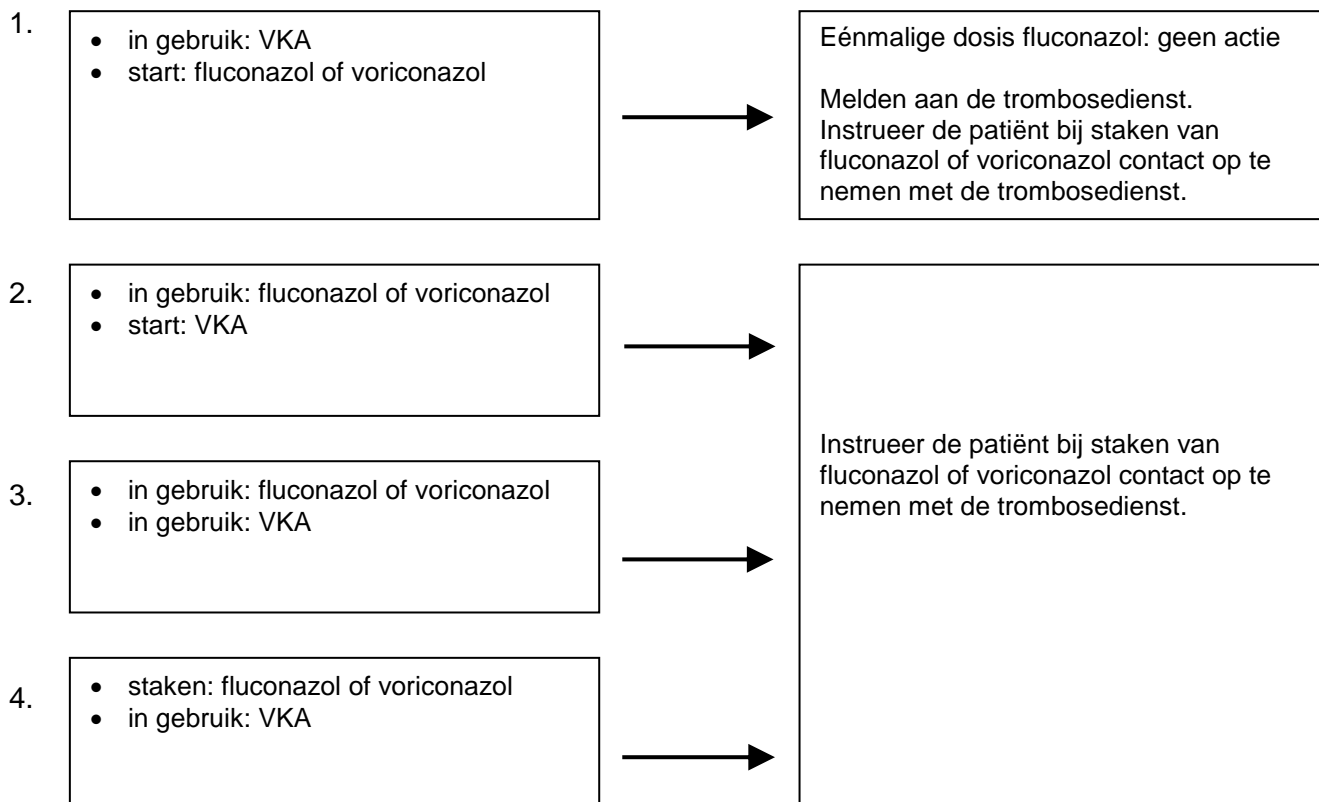 1.
• in gebruik: VKA
• start: fluconazol of voriconazol
Eénmalige dosis fluconazol: geen actie
Melden aan de trombosedienst.
Instrueer de patiënt bij staken van
fluconazol of voriconazol contact op te
nemen met de trombosedienst.
2.
• in gebruik: fluconazol of voriconazol
• start: VKA
3.
• in gebruik: fluconazol of voriconazol
• in gebruik: VKA
Instrueer de patiënt bij staken van
fluconazol of voriconazol contact op te
nemen met de trombosedienst.
4.
• staken: fluconazol of voriconazol
• in gebruik: VKA